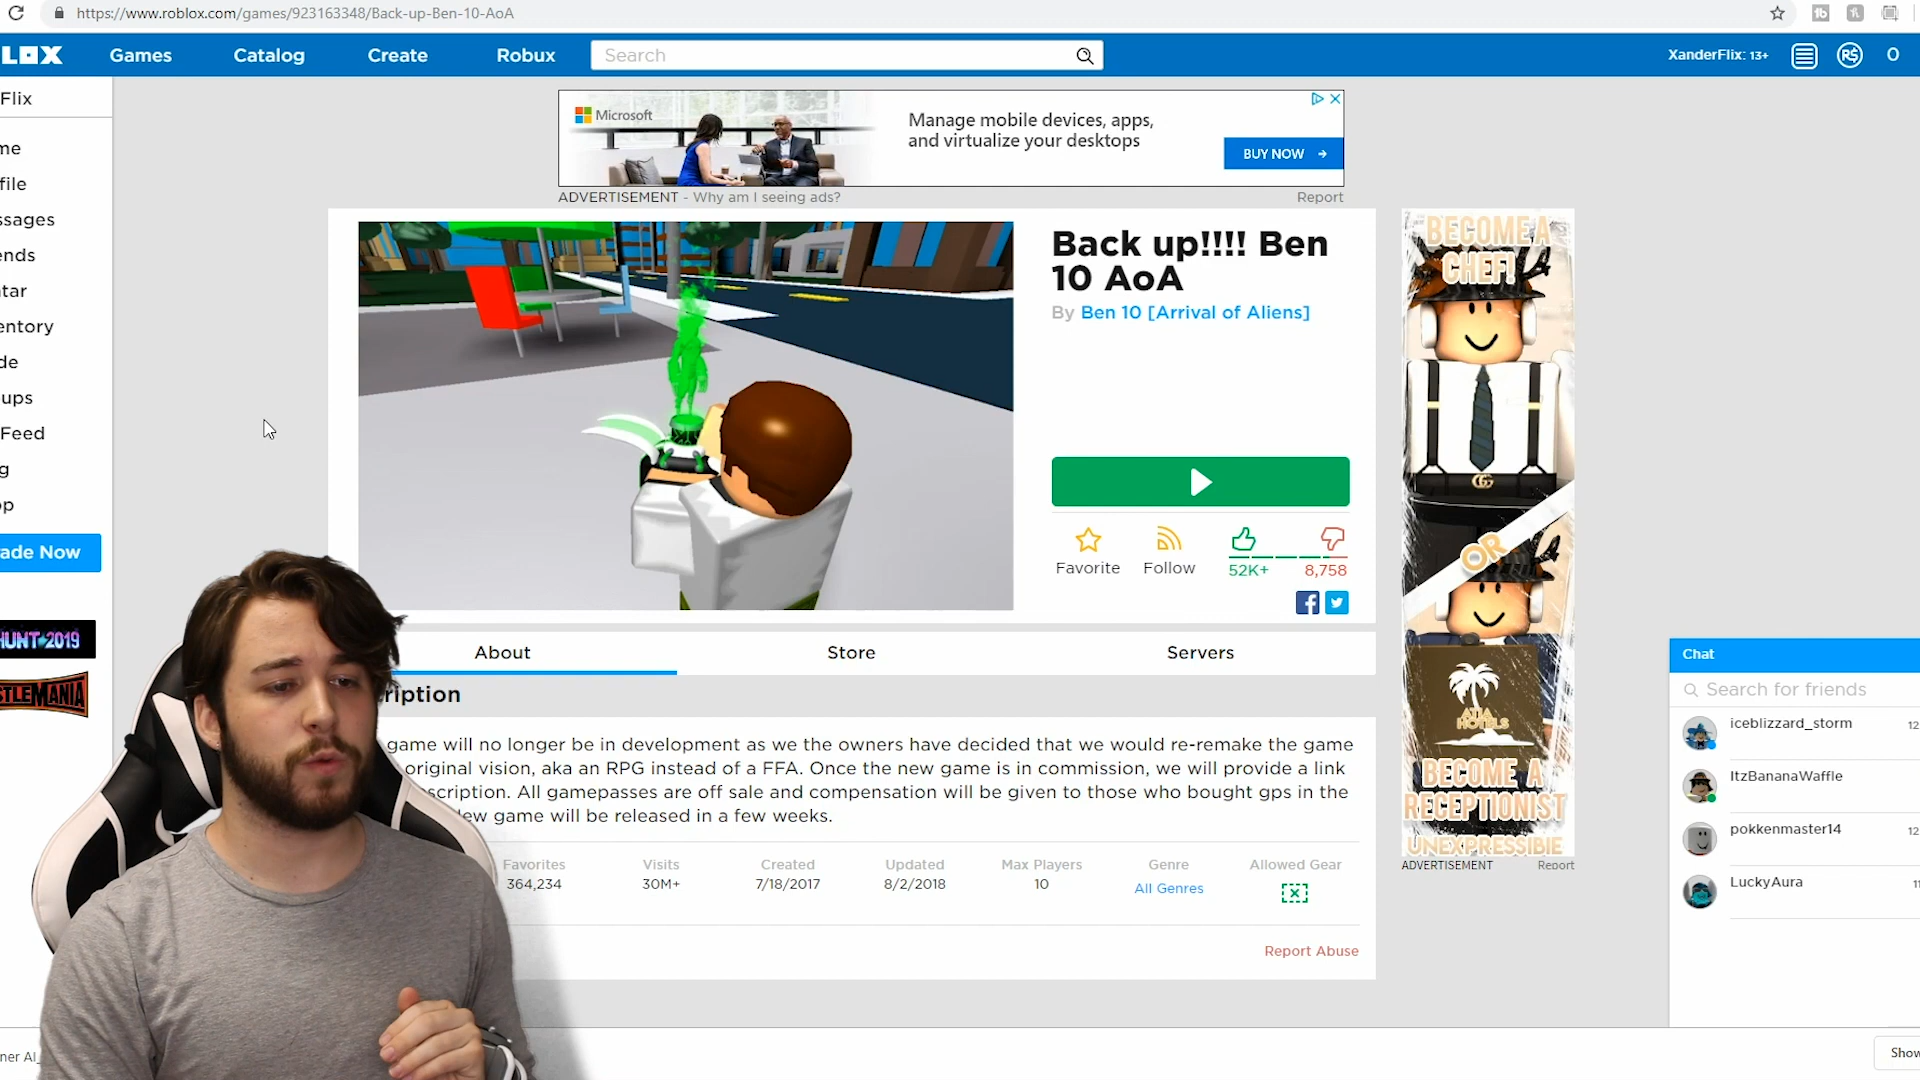 https://www.roblox.com/games/923163348/Back-up-Ben-10-AoA
LOX
Games
Catalog
Create
Robux
Search
XanderFlix: 13+
R$
0
Flix
me
file
ssages
ends
tar
entory
de
ups
Feed
g
p
ade Now
HUNT 2019
STLEMANIA
Microsoft
Manage mobile devices, apps,
and virtualize your desktops
BUY NOW
ADVERTISEMENT - Why am I seeing ads?
Report
Back up!!!! Ben
10 AoA
By Ben 10 [Arrival of Aliens]
Favorite
Follow
52K+
8,758
About
Store
Servers
ription
game will no longer be in development as we the owners have decided that we would re-remake the game
original vision, aka an RPG instead of a FFA. Once the new game is in commission, we will provide a link
scription. All gamepasses are off sale and compensation will be given to those who bought gps in the
ew game will be released in a few weeks.
Favorites
364,234
Visits
30M+
Created
7/18/2017
Updated
8/2/2018
Max Players
10
Genre
All Genres
Allowed Gear
Report Abuse
BECOME A
CHEF!
OR
HOTELS
BECOME A
RECEPTIONIST
UNEXPRESSIBIE
ADVERTISEMENT
Report
Chat
Search for friends
iceblizzard_storm
12
ItzBananaWaffle
pokkenmaster14
12
LuckyAura
11
ner AI_
Show